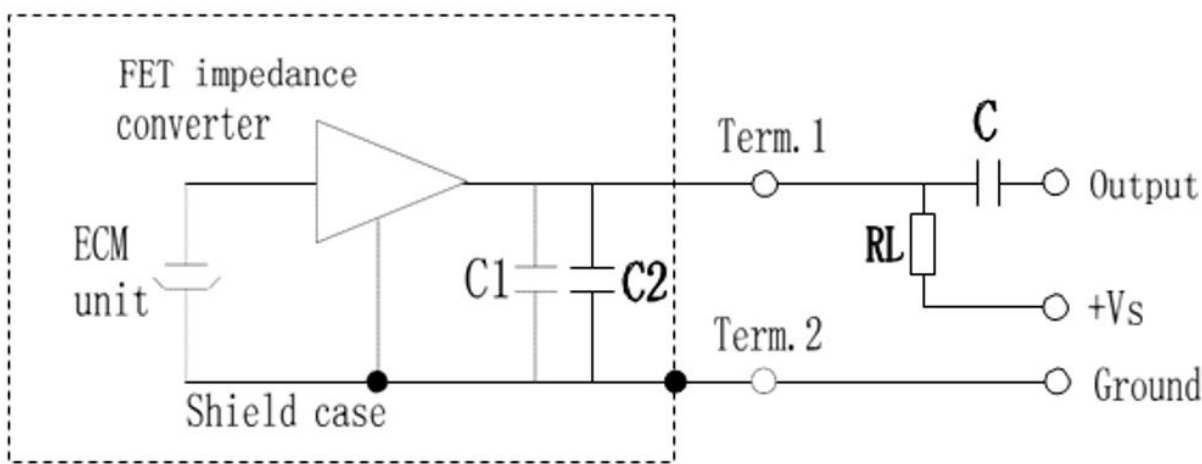 FET impedance
converter
ECM
unit
C1
C2
Shield case
Term.1
Term.2
C
RL
Output
+Vs
Ground